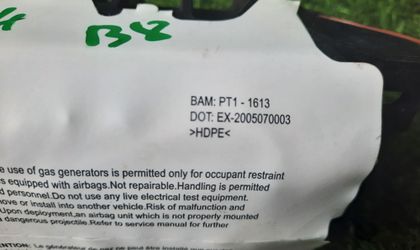 B8
BAM: PT1 - 1613
DOT: EX-2005070003
>HDPE<
use of gas generators is permitted only for occupant restraint
equipped with airbags.Not repairable.Handling is permitted
personnel.Do not use any live electrical test equipment.
or install into another vehicle.Risk of malfunction and
Upon deployment,an airbag unit which is not properly mounted
dangerous projectile.Refer to service manual for further